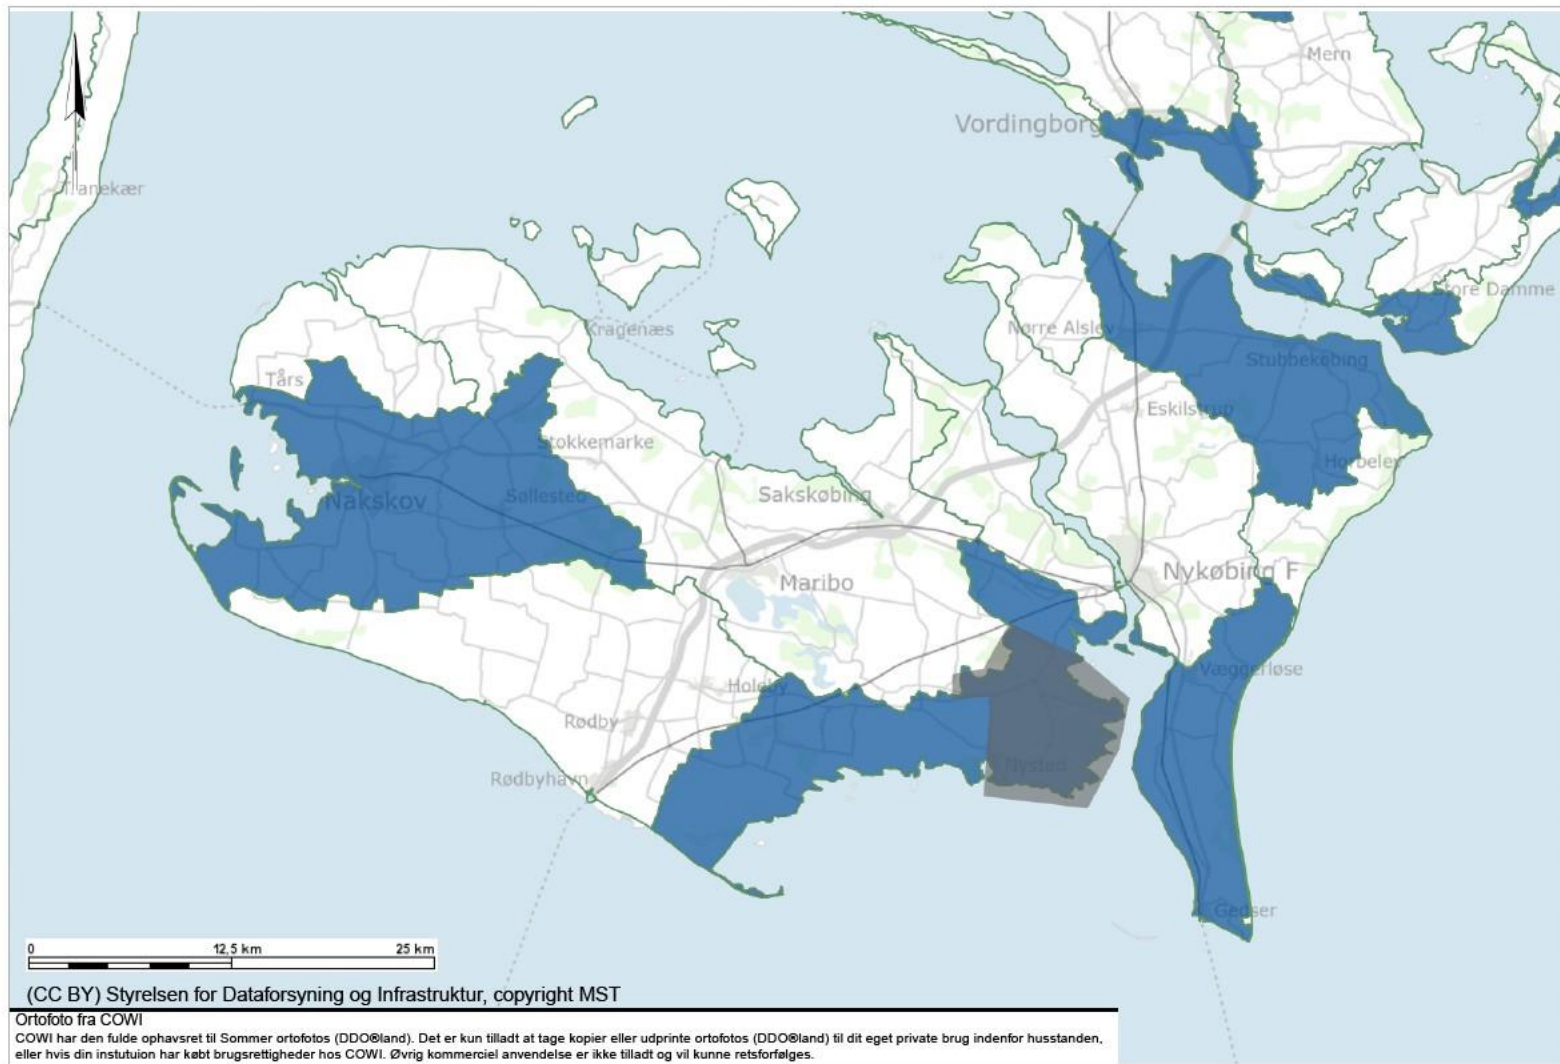 Mern
Vordingborg
Tranekær
Store Damme
Kragenæs
Nørre Alslev
Stubbekøbing
Tårs
Eskilstrup
Stokkemarke
Horbelev
Sakskøbing
Nakskov
Søllested
Nykøbing F
Maribo
Væggerløse
Holeby
Rødby
Nysted
Rødbyhavn
Gedser
0 12,5 km 25 km
(CC BY) Styrelsen for Dataforsyning og Infrastruktur, copyright MST
Ortofoto fra COWI
COWI har den fulde ophavsret til Sommer ortofotos (DDO®land). Det er kun tilladt at tage kopier eller udprinte ortofotos (DDO®land) til dit eget private brug indenfor husstanden,
eller hvis din instutuion har købt brugsrettigheder hos COWI. Øvrig kommerciel anvendelse er ikke tilladt og vil kunne retsforfølges.